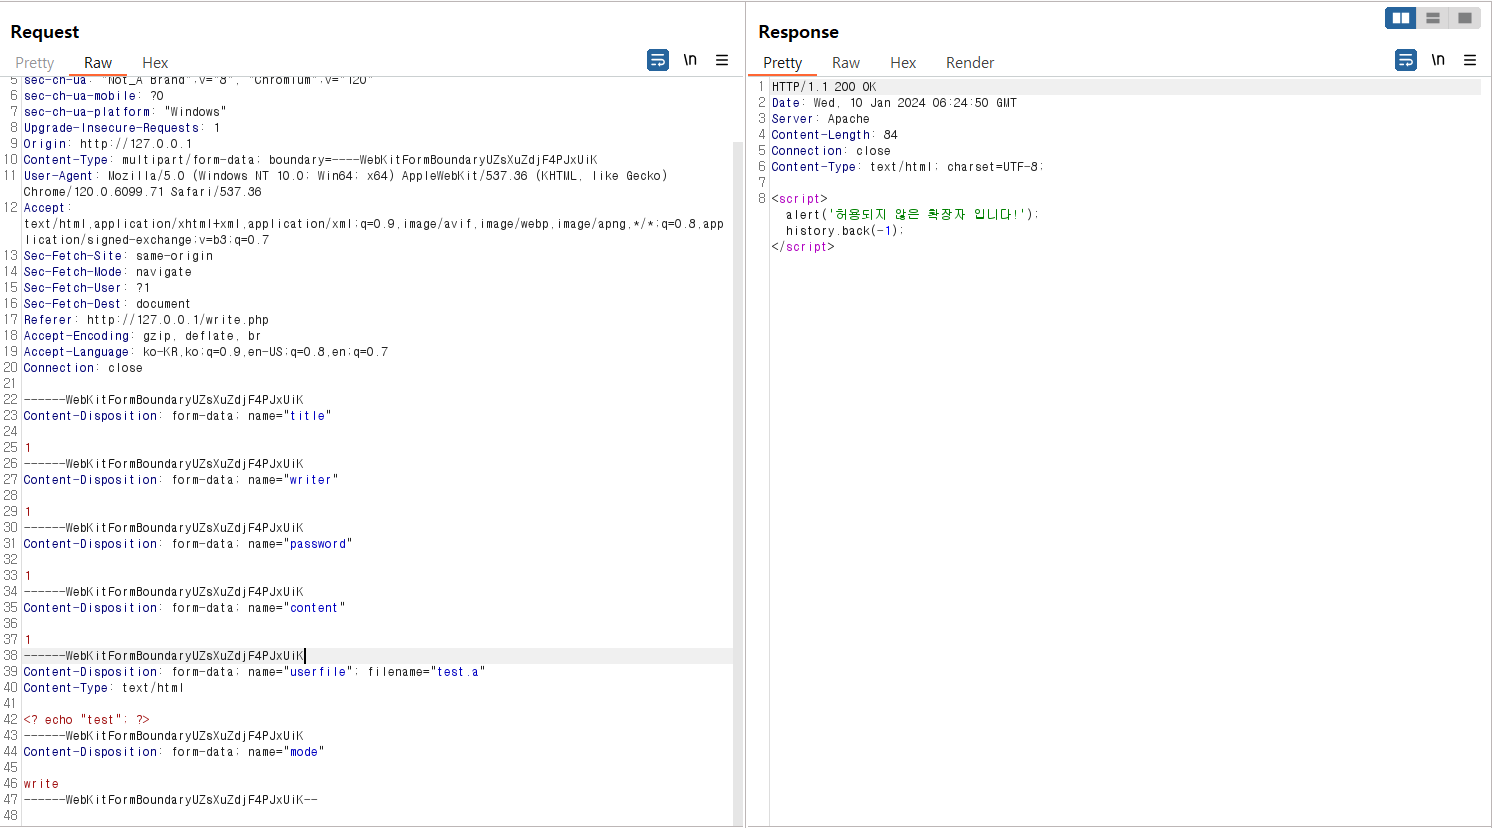 Request
Pretty Raw Hex
\n
5 sec-ch-ua: "Not_A Brand";v="8", "Chromium";v="120"
6 sec-ch-ua-mobile: ?0
7 sec-ch-ua-platform: "Windows"
8 Upgrade-Insecure-Requests: 1
9 Origin: http://127.0.0.1
10 Content-Type: multipart/form-data; boundary=----WebKitFormBoundaryUZsXuZdjF4PJxUiK
11 User-Agent: Mozilla/5.0 (Windows NT 10.0; Win64; x64) AppleWebKit/537.36 (KHTML, like Gecko)
Chrome/120.0.6099.71 Safari/537.36
12 Accept:
text/html,application/xhtml+xml,application/xml;q=0.9,image/avif,image/webp,image/apng,*/*;q=0.8,app
lication/signed-exchange;v=b3;q=0.7
13 Sec-Fetch-Site: same-origin
14 Sec-Fetch-Mode: navigate
15 Sec-Fetch-User: ?1
16 Sec-Fetch-Dest: document
17 Referer: http://127.0.0.1/write.php
18 Accept-Encoding: gzip, deflate, br
19 Accept-Language: ko-KR,ko;q=0.9,en-US;q=0.8,en;q=0.7
20 Connection: close
21
22 ------WebKitFormBoundaryUZsXuZdjF4PJxUiK
23 Content-Disposition: form-data; name="title"
24
25 1
26 ------WebKitFormBoundaryUZsXuZdjF4PJxUiK
27 Content-Disposition: form-data; name="writer"
28
29 1
30 ------WebKitFormBoundaryUZsXuZdjF4PJxUiK
31 Content-Disposition: form-data; name="password"
32
33 1
34 ------WebKitFormBoundaryUZsXuZdjF4PJxUiK
35 Content-Disposition: form-data; name="content"
36
37 1
38 ------WebKitFormBoundaryUZsXuZdjF4PJxUiK
39 Content-Disposition: form-data; name="userfile"; filename="test.a"
40 Content-Type: text/html
41
42 <? echo "test"; ?>
43 ------WebKitFormBoundaryUZsXuZdjF4PJxUiK
44 Content-Disposition: form-data; name="mode"
45
46 write
47 ------WebKitFormBoundaryUZsXuZdjF4PJxUiK--
48
Response
Pretty Raw Hex Render
\n
1 HTTP/1.1 200 OK
2 Date: Wed, 10 Jan 2024 06:24:50 GMT
3 Server: Apache
4 Content-Length: 84
5 Connection: close
6 Content-Type: text/html; charset=UTF-8;
7
8 <script>
alert('허용되지 않은 확장자 입니다!');
history.back(-1);
</script>